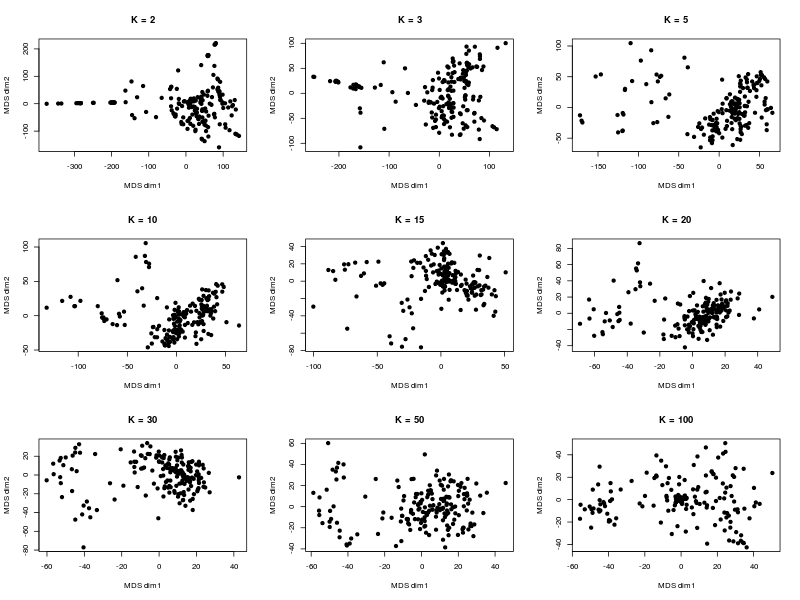 K = 2
MDS dim2
200
100
0
-100
-300 -200 -100 0 100
MDS dim1
K = 3
MDS dim2
100
50
0
-50
-100
-200 -100 0 100
MDS dim1
K = 5
MDS dim2
100
50
0
-50
-150 -100 -50 0 50
MDS dim1
K = 10
MDS dim2
100
50
0
-50
-100 -50 0 50
MDS dim1
K = 15
MDS dim2
40
20
0
-40
-80
-100 -50 0 50
MDS dim1
K = 20
MDS dim2
80
60
40
20
0
-40
-60 -40 -20 0 20 40
MDS dim1
K = 30
MDS dim2
20
0
-20
-40
-60
-80
-60 -40 -20 0 20 40
MDS dim1
K = 50
MDS dim2
60
40
20
0
-20
-40
-60 -40 -20 0 20 40
MDS dim1
K = 100
MDS dim2
60
40
20
0
-20
-40
-60 -40 -20 0 20 40
MDS dim1